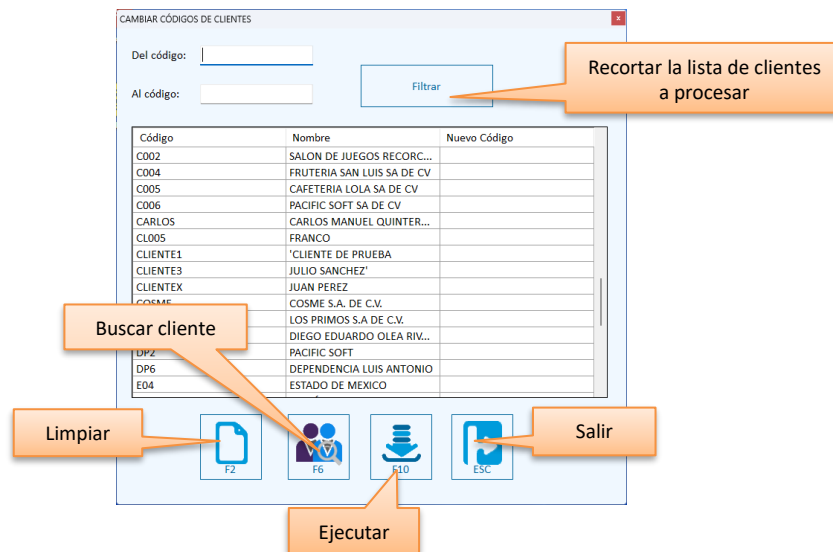 CAMBIAR CÓDIGOS DE CLIENTES
x
Del código:
Al código:
Filtrar
Recortar la lista de clientes
a procesar
Código Nombre Nuevo Código
C002 SALON DE JUEGOS RECORC...
C004 FRUTERIA SAN LUIS SA DE CV
C005 CAFETERIA LOLA SA DE CV
C006 PACIFIC SOFT SA DE CV
CARLOS CARLOS MANUEL QUINTER...
CL005 FRANCO
CLIENTE1 'CLIENTE DE PRUEBA
CLIENTE3 JULIO SANCHEZ'
CLIENTEX JUAN PEREZ
COSME COSME S.A. DE C.V.
LOS PRIMOS S.A DE C.V.
Buscar cliente
DIEGO EDUARDO OLEA RIV...
DP2 PACIFIC SOFT
DP6 DEPENDENCIA LUIS ANTONIO
E04 ESTADO DE MEXICO
Limpiar
Salir
F2 F6 F10 ESC
Ejecutar